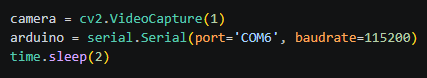 camera = cv2.VideoCapture(1)
arduino = serial.Serial(port='COM6', baudrate=115200)
time.sleep(2)